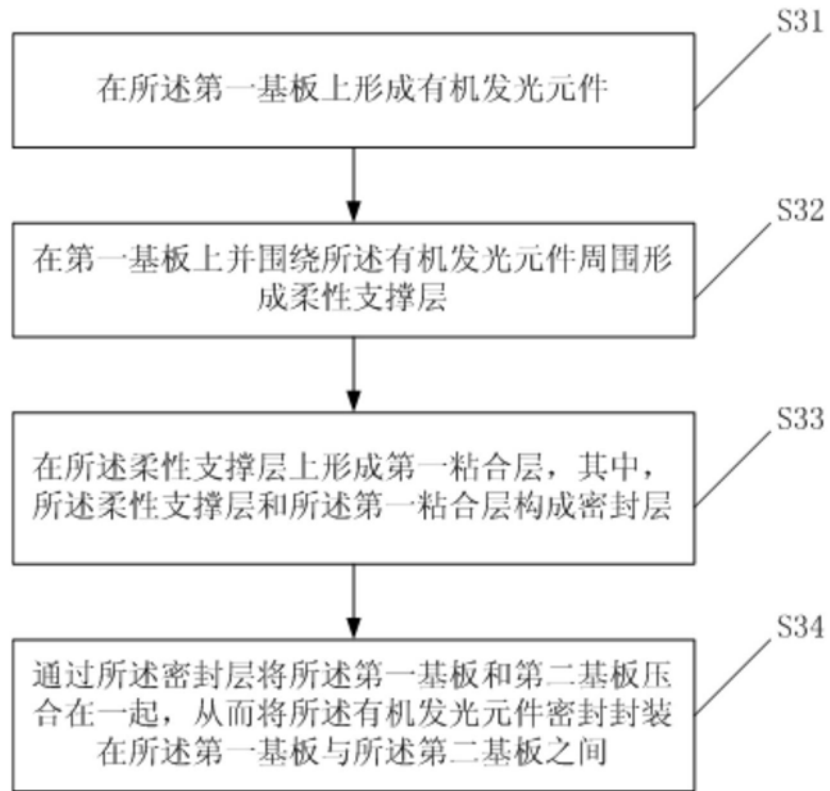 S31
在所述第一基板上形成有机发光元件
S32
在第一基板上并围绕所述有机发光元件周围形
成柔性支撑层
S33
在所述柔性支撑层上形成第一粘合层，其中，
所述柔性支撑层和所述第一粘合层构成密封层
S34
通过所述密封层将所述第一基板和第二基板压
合在一起，从而将所述有机发光元件密封封装
在所述第一基板与所述第二基板之间